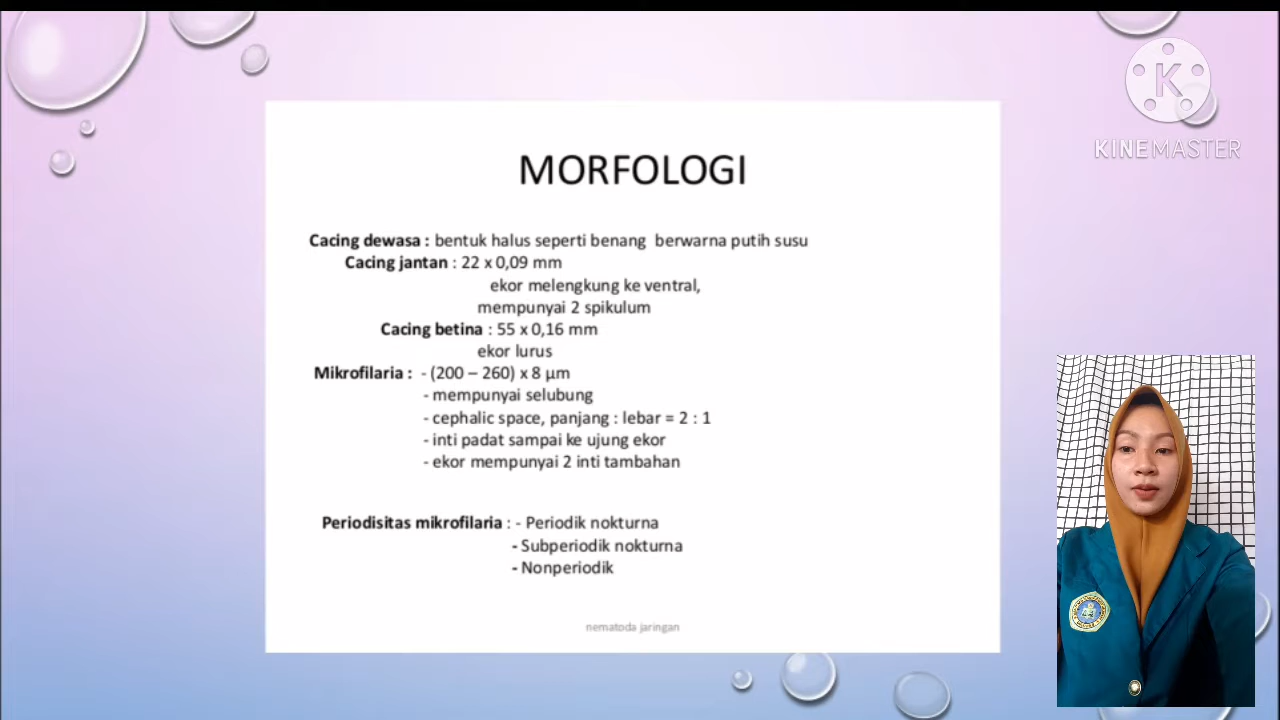 KINEMASTER
MORFOLOGI
Cacing dewasa : bentuk halus seperti benang berwarna putih susu
Cacing jantan : 22 x 0,09 mm
ekor melengkung ke ventral,
mempunyai 2 spikulum
Cacing betina : 55 x 0,16 mm
ekor lurus
Mikrofilaria : - (200 – 260) x 8 µm
- mempunyai selubung
- cephalic space, panjang : lebar = 2 : 1
- inti padat sampai ke ujung ekor
- ekor mempunyai 2 inti tambahan
Periodisitas mikrofilaria : - Periodik nokturna
- Subperiodik nokturna
- Nonperiodik
nematoda jaringan